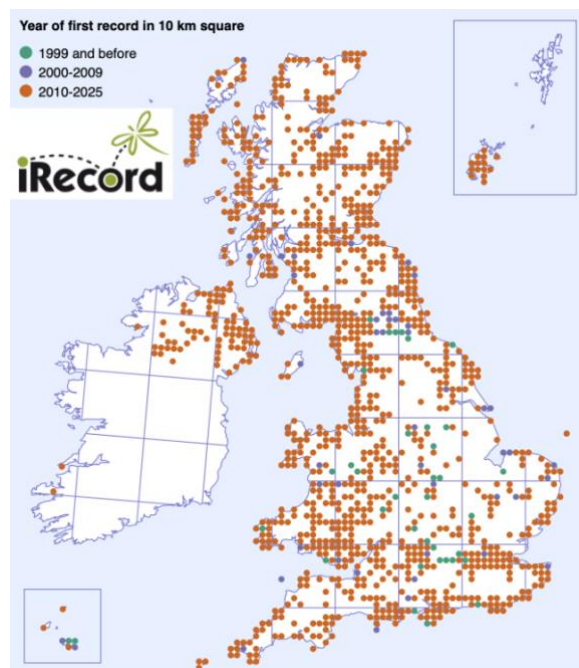 Year of first record in 10 km square
1999 and before
2000-2009
2010-2025
iRecord